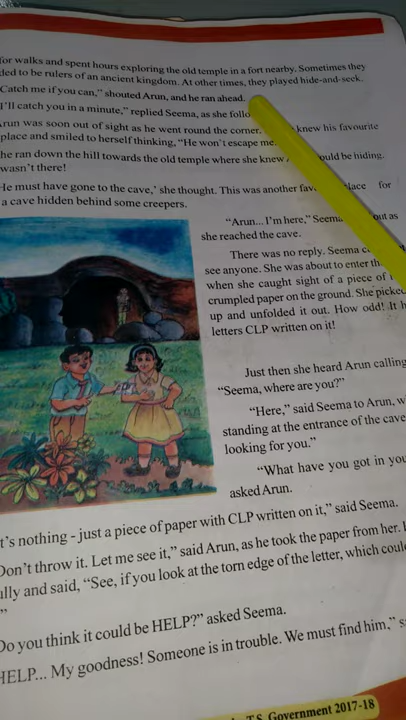 for walks and spent hours exploring the old temple in a fort nearby. Sometimes they
ded to be rulers of an ancient kingdom. At other times, they played hide-and-seek.
Catch me if you can," shouted Arun, and he ran ahead.
I'll catch you in a minute," replied Seema, as she follo
run was soon out of sight as he went round the corner. knew his favourite
place and smiled to herself thinking, "He won't escape me.
he ran down the hill towards the old temple where she knew ould be hiding.
wasn't there!
He must have gone to the cave,' she thought. This was another fav lace for
a cave hidden behind some creepers.
"Arun... I'm here," Seema out as
she reached the cave.
There was no reply. Seema c
see anyone. She was about to enter th
when she caught sight of a piece of
crumpled paper on the ground. She picked
up and unfolded it out. How odd! It h
letters CLP written on it!
Just then she heard Arun calling
"Seema, where are you?"
"Here," said Seema to Arun, w
standing at the entrance of the cave
looking for you."
"What have you got in you
asked Arun.
t's nothing - just a piece of paper with CLP written on it," said Seema.
Don't throw it. Let me see it," said Arun, as he took the paper from her.
ully and said, "See, if you look at the torn edge of the letter, which coul
"
Do you think it could be HELP?" asked Seema.
HELP... My goodness! Someone is in trouble. We must find him," s
T.S. Government 2017-18